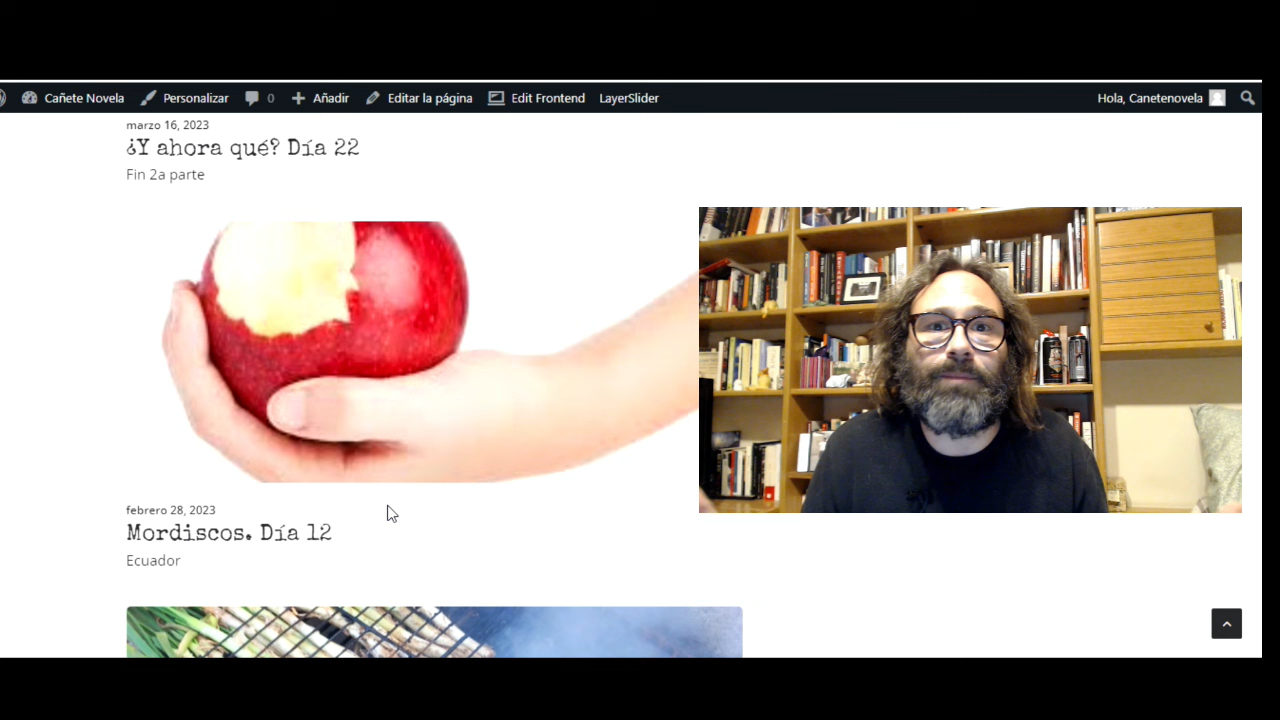 Cañete Novela Personalizar 0 Añadir Editar la página Edit Frontend LayerSlider Hola, Canetenovela
marzo 16, 2023
¿Y ahora qué? Día 22
Fin 2a parte
febrero 28, 2023
Mordiscos. Día 12
Ecuador